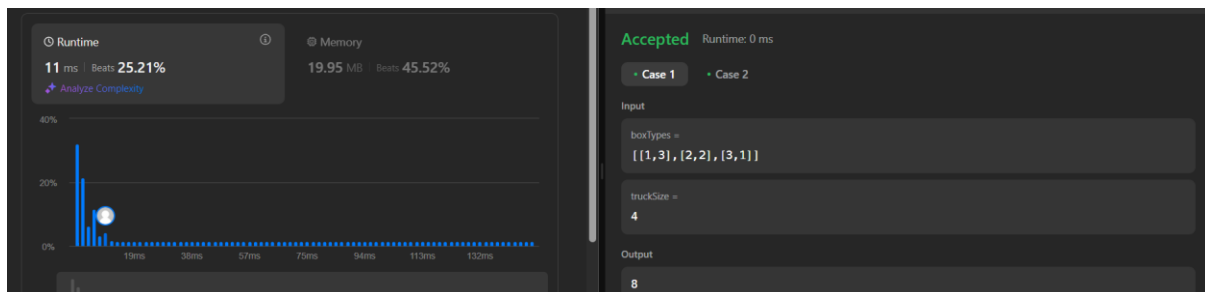 Runtime
11 ms | Beats 25.21%
Analyze Complexity
Memory
19.95 MB | Beats 45.52%
40%
20%
0%
19ms 38ms 57ms 75ms 94ms 113ms 132ms
Accepted Runtime: 0 ms
• Case 1 • Case 2
Input
boxTypes =
[[1,3],[2,2],[3,1]]
truckSize =
4
Output
8